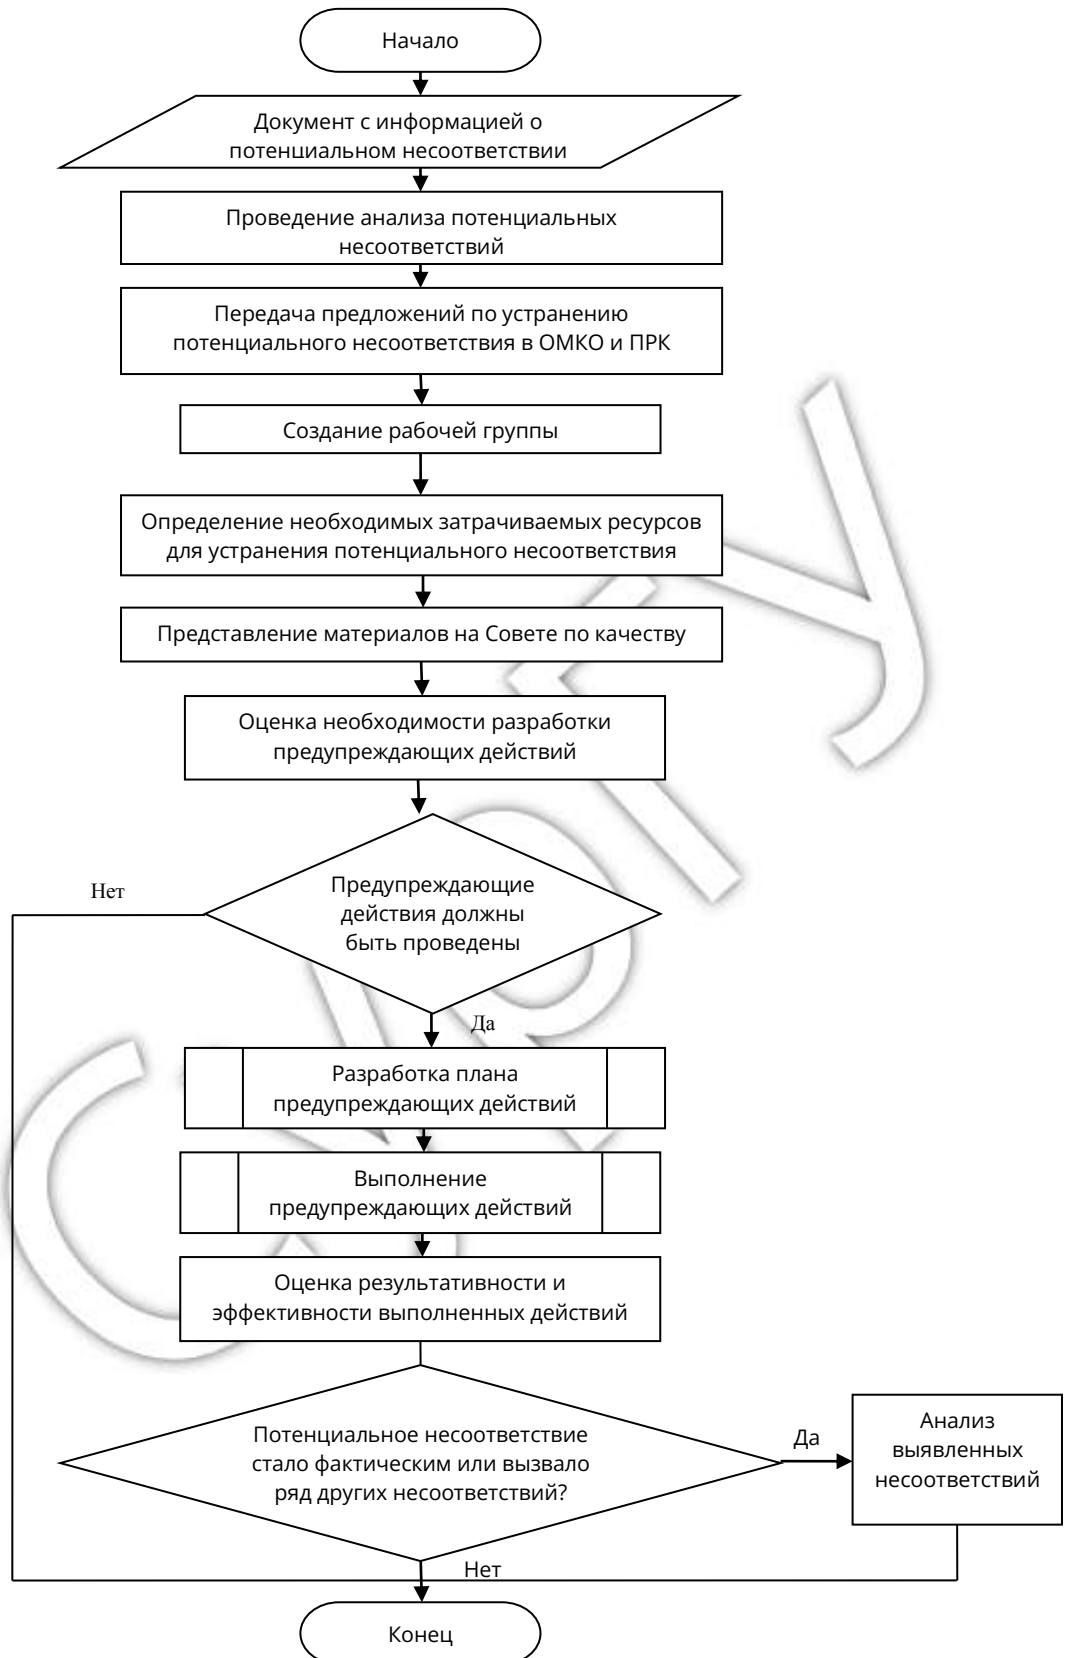 Начало
Документ с информацией о
потенциальном несоответствии
Проведение анализа потенциальных
несоответствий
Передача предложений по устранению
потенциального несоответствия в ОМКО и ПРК
Создание рабочей группы
Определение необходимых затрачиваемых ресурсов
для устранения потенциального несоответствия
Представление материалов на Совете по качеству
Оценка необходимости разработки
предупреждающих действий
Нет
Предупреждающие
действия должны
быть проведены
Да
Разработка плана
предупреждающих действий
Выполнение
предупреждающих действий
Оценка результативности и
эффективности выполненных действий
Потенциальное несоответствие
стало фактическим или вызвало
ряд других несоответствий?
Да
Анализ
выявленных
несоответствий
Нет
Конец